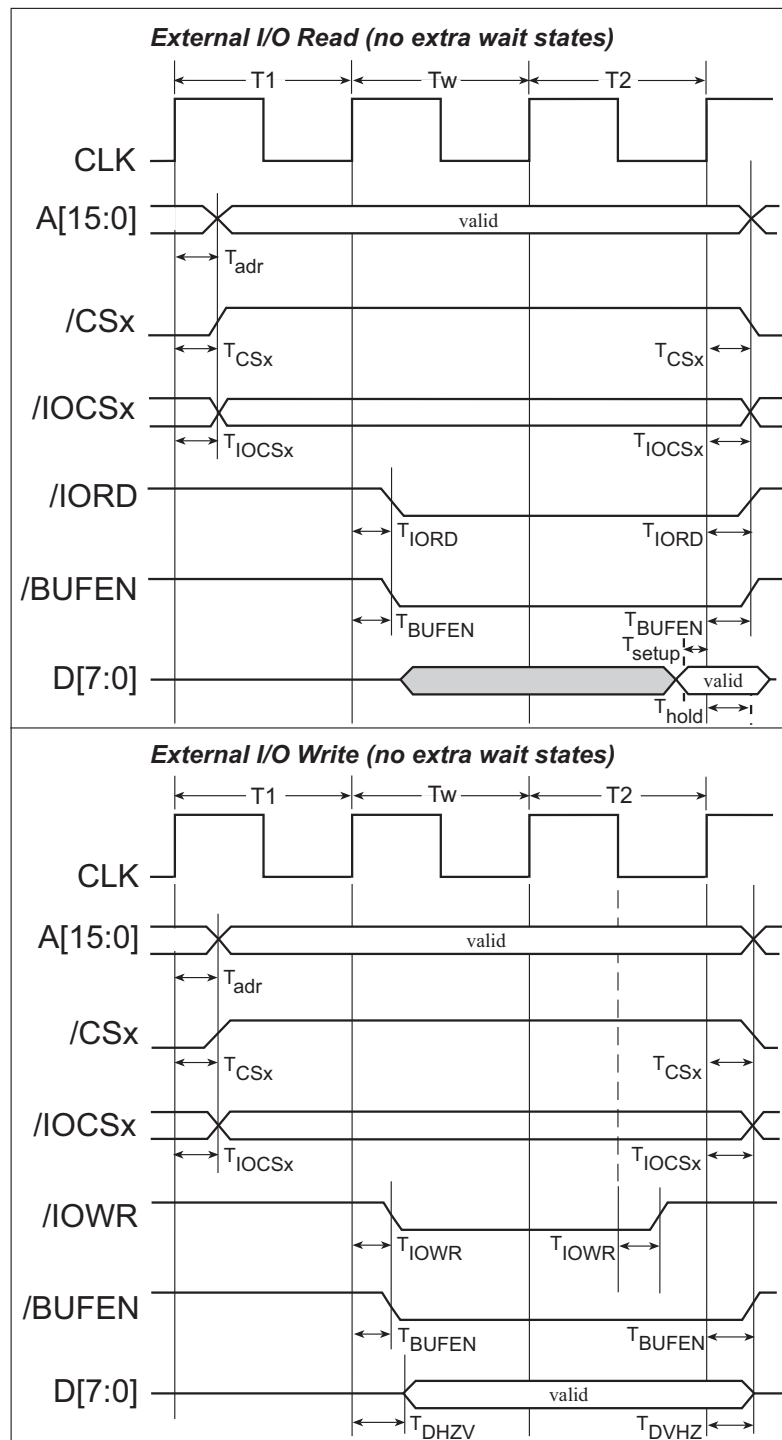 External I/O Read (no extra wait states)
T1 Tw T2
CLK
A[15:0] valid
Tadr
/CSx
TCSx TCSx
/IOCSx
TIOCSx TIOCSx
/IORD
TIORD TIORD
/BUFEN
TBUFEN TBUFEN
Tsetup
D[7:0] valid
Thold
External I/O Write (no extra wait states)
T1 Tw T2
CLK
A[15:0] valid
Tadr
/CSx
TCSx TCSx
/IOCSx
TIOCSx TIOCSx
/IOWR
TIOWR TIOWR
/BUFEN
TBUFEN TBUFEN
D[7:0] valid
TDHZV TDVHZ